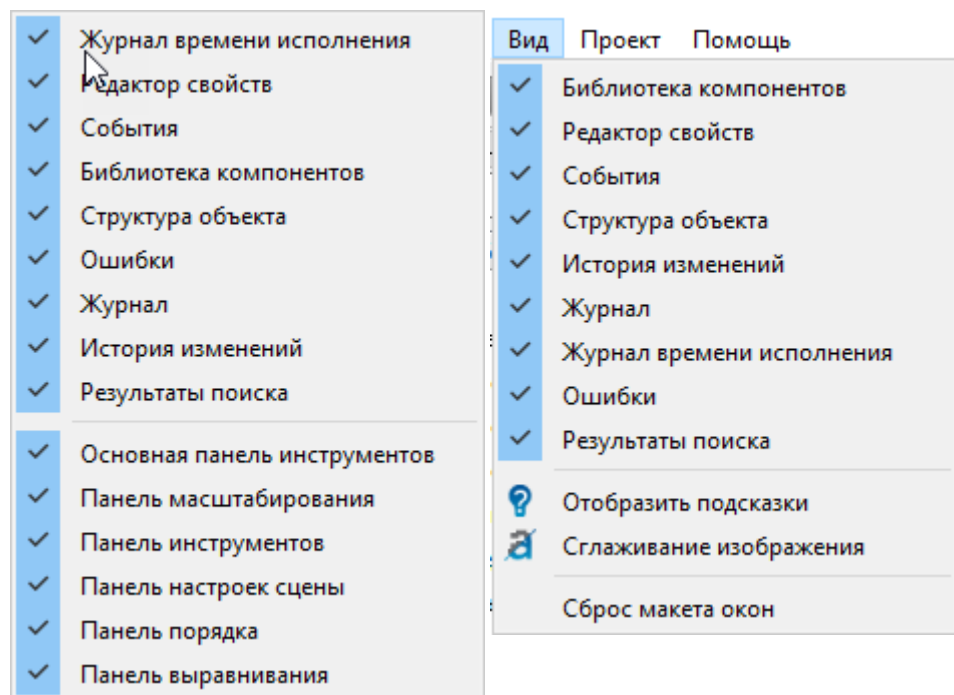 Журнал времени исполнения
Редактор свойств
События
Библиотека компонентов
Структура объекта
Ошибки
Журнал
История изменений
Результаты поиска
Основная панель инструментов
Панель масштабирования
Панель инструментов
Панель настроек сцены
Панель порядка
Панель выравнивания
Вид Проект Помощь
Библиотека компонентов
Редактор свойств
События
Структура объекта
История изменений
Журнал
Журнал времени исполнения
Ошибки
Результаты поиска
Отобразить подсказки
Сглаживание изображения
Сброс макета окон